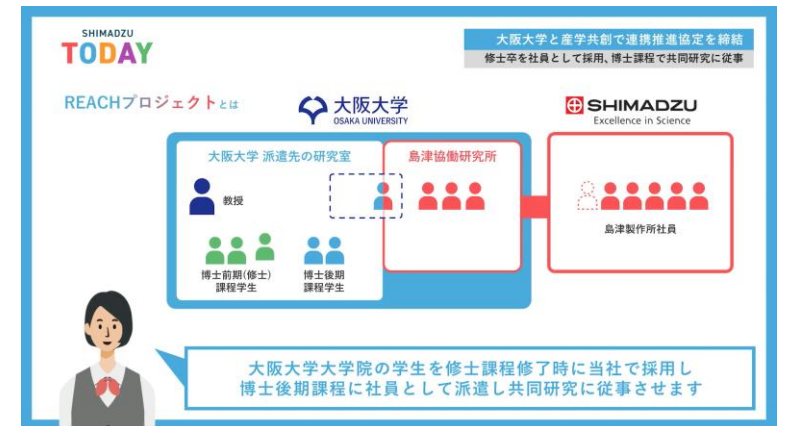 SHIMADZU
TODAY
大阪大学と産学共創で連携推進協定を締結
修士卒を社員として採用、博士課程で共同研究に従事
REACHプロジェクトとは
大阪大学
OSAKA UNIVERSITY
SHIMADZU
Excellence in Science
大阪大学 派遣先の研究室
島津協働研究所
教授
島津製作所社員
博士前期(修士)
課程学生
博士後期
課程学生
大阪大学大学院の学生を修士課程修了時に当社で採用し
博士後期課程に社員として派遣し共同研究に従事させます